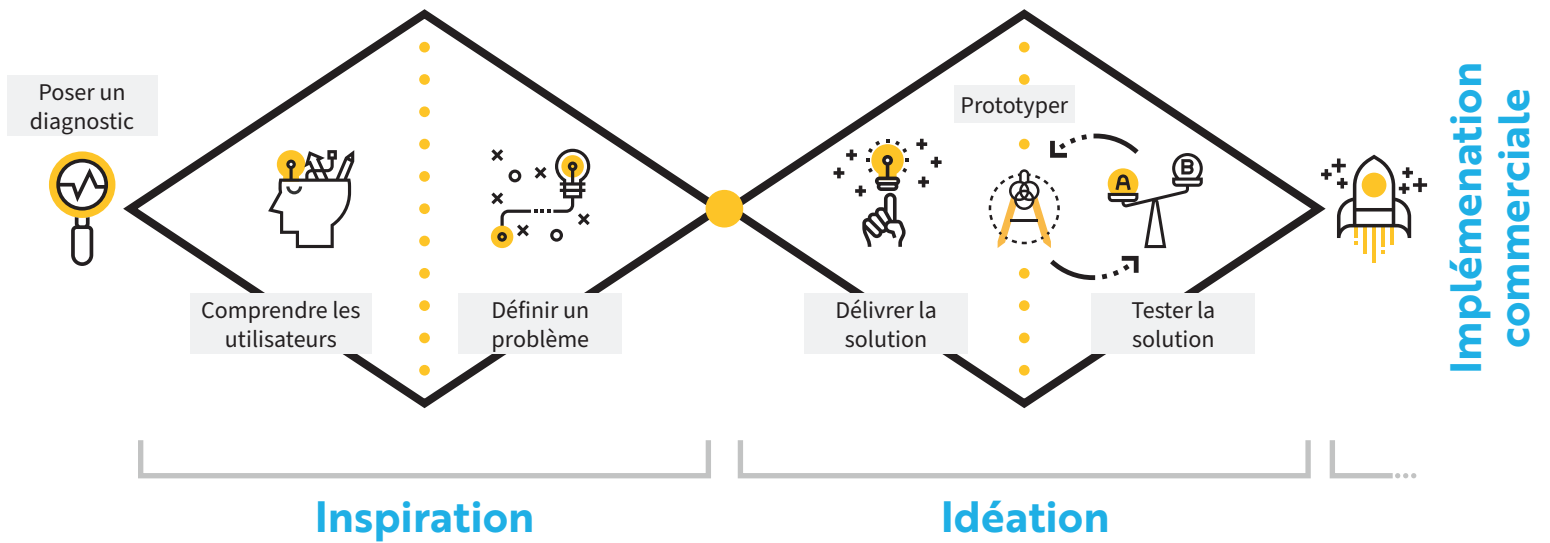 Poser un
diagnostic
Comprendre les
utilisateurs
Définir un
problème
Délivrer la
solution
Prototyper
A
B
Tester la
solution
Inspiration
Idéation
Implémenation
commerciale